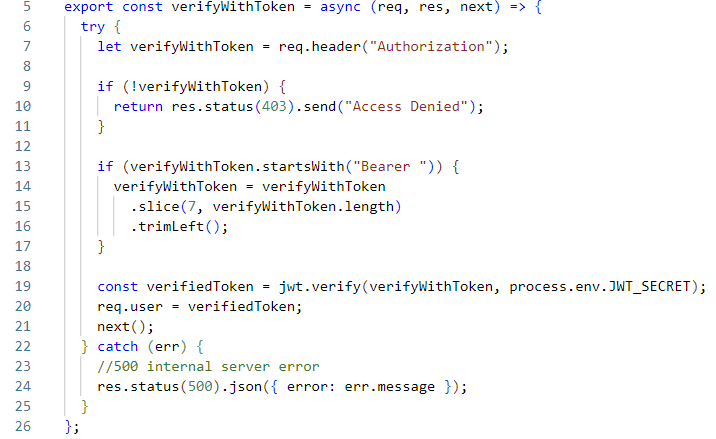 5 export const verifyWithToken = async (req, res, next) => {
6   try {
7     let verifyWithToken = req.header("Authorization");
8
9     if (!verifyWithToken) {
10       return res.status(403).send("Access Denied");
11     }
12
13     if (verifyWithToken.startsWith("Bearer ")) {
14       verifyWithToken = verifyWithToken
15         .slice(7, verifyWithToken.length)
16         .trimLeft();
17     }
18
19     const verifiedToken = jwt.verify(verifyWithToken, process.env.JWT_SECRET);
20     req.user = verifiedToken;
21     next();
22   } catch (err) {
23     //500 internal server error
24     res.status(500).json({ error: err.message });
25   }
26 };